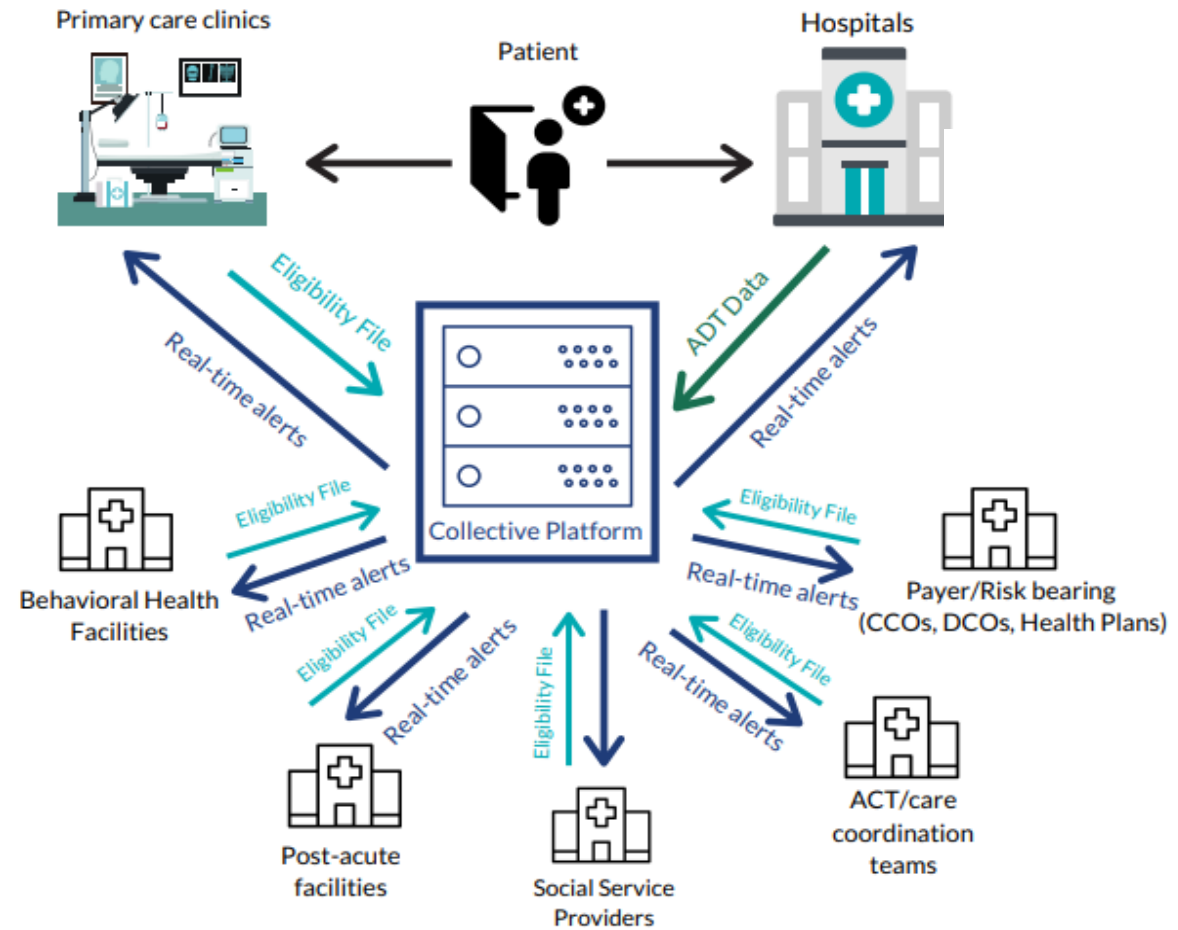 Primary care clinics
Patient
Hospitals
Eligibility File
Real-time alerts
ADT Data
Real-time alerts
Collective Platform
Eligibility File
Real-time alerts
Behavioral Health
Facilities
Eligibility File
Real-time alerts
Payer/Risk bearing
(CCOs, DCOs, Health Plans)
Eligibility File
Real-time alerts
Post-acute
facilities
Eligibility File
Social Service
Providers
Eligibility File
Real-time alerts
ACT/care
coordination
teams